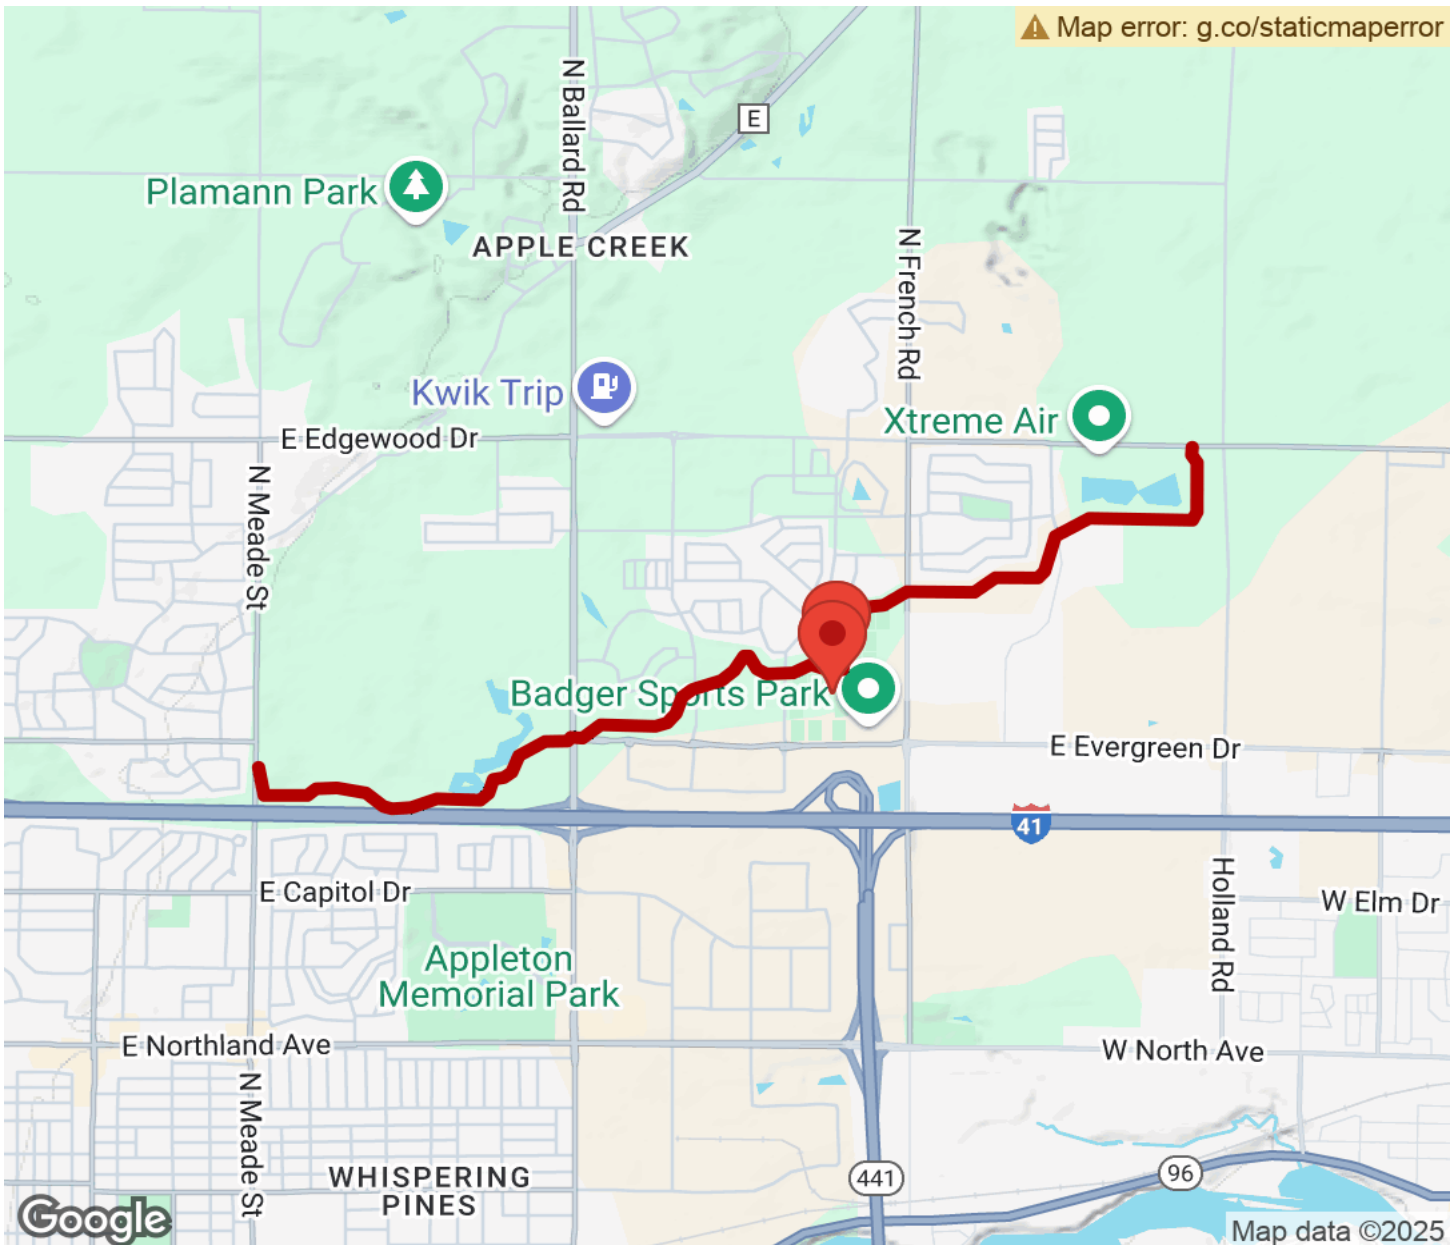 Map error: g.co/staticmaperror
N Ballard Rd
E
Plamann Park
APPLE CREEK
N French Rd
Kwik Trip
Xtreme Air
E Edgewood Dr
N Meade St
Badger Sports Park
E Evergreen Dr
41
E Capitol Dr
Holland Rd
W Elm Dr
Appleton
Memorial Park
E Northland Ave
W North Ave
N Meade St
WHISPERING
PINES
441
96
Google
Map data ©2025